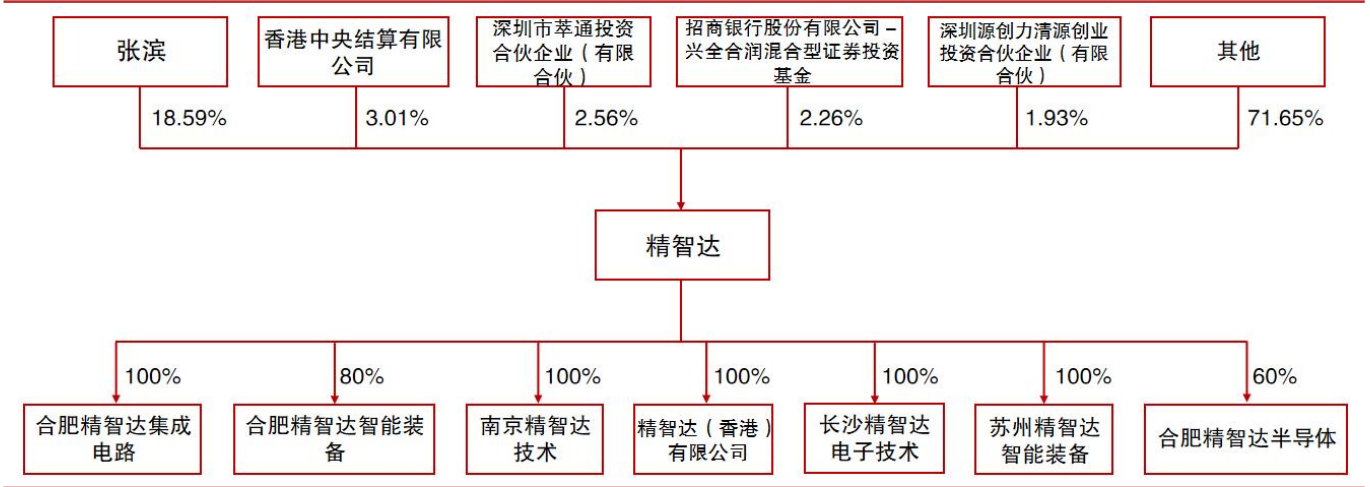 张滨
香港中央结算有限
公司
深圳市萃通投资
合伙企业（有限
合伙）
招商银行股份有限公司–
兴全合润混合型证券投资
基金
深圳源创力清源创业
投资合伙企业（有限
合伙）
其他
18.59%
3.01%
2.56%
2.26%
1.93%
71.65%
精智达
100%
80%
100%
100%
100%
100%
60%
合肥精智达集成
电路
合肥精智达智能装
备
南京精智达
技术
精智达（香港）
有限公司
长沙精智达
电子技术
苏州精智达
智能装备
合肥精智达半导体